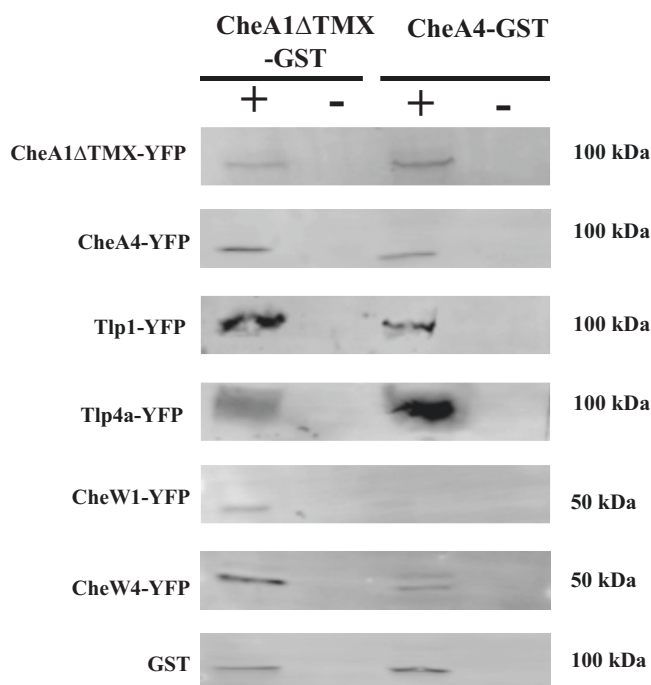 CheA1ΔTMX
-GST
CheA4-GST
+ - + -
CheA1ΔTMX-YFP 100 kDa
CheA4-YFP 100 kDa
Tlp1-YFP 100 kDa
Tlp4a-YFP 100 kDa
CheW1-YFP 50 kDa
CheW4-YFP 50 kDa
GST 100 kDa